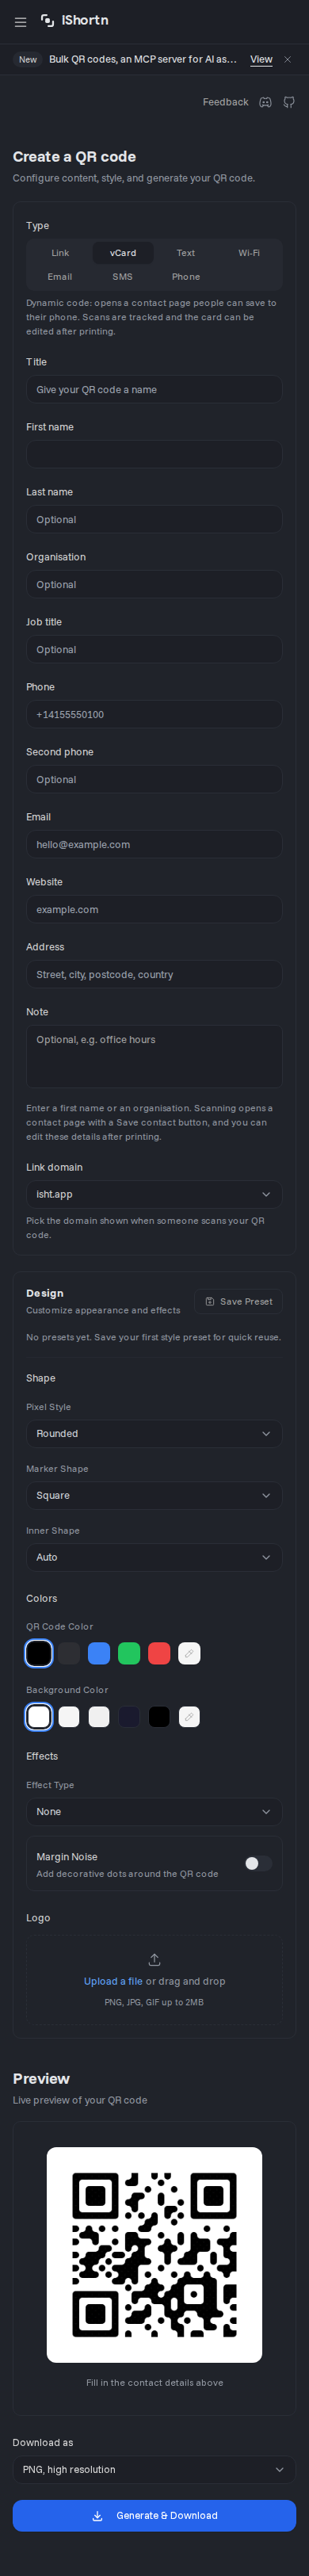 IShortn
New Bulk QR codes, an MCP server for AI as... View
Feedback
Create a QR code
Configure content, style, and generate your QR code.
Type
Link vCard Text Wi-Fi
Email SMS Phone
Dynamic code: opens a contact page people can save to
their phone. Scans are tracked and the card can be
edited after printing.
Title
Give your QR code a name
First name
Last name
Optional
Organisation
Optional
Job title
Optional
Phone
+14155550100
Second phone
Optional
Email
hello@example.com
Website
example.com
Address
Street, city, postcode, country
Note
Optional, e.g. office hours
Enter a first name or an organisation. Scanning opens a
contact page with a Save contact button, and you can
edit these details after printing.
Link domain
isht.app
Pick the domain shown when someone scans your QR
code.
Design
Customize appearance and effects
Save Preset
No presets yet. Save your first style preset for quick reuse.
Shape
Pixel Style
Rounded
Marker Shape
Square
Inner Shape
Auto
Colors
QR Code Color
Background Color
Effects
Effect Type
None
Margin Noise
Add decorative dots around the QR code
Logo
Upload a file or drag and drop
PNG, JPG, GIF up to 2MB
Preview
Live preview of your QR code
Fill in the contact details above
Download as
PNG, high resolution
Generate & Download